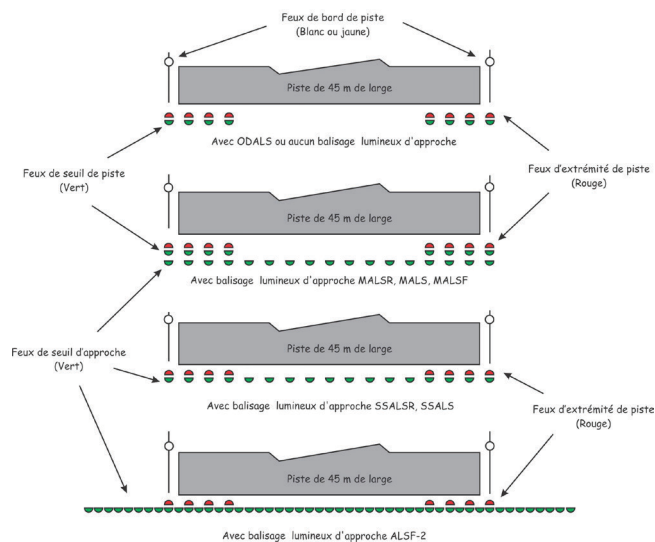 Feux de bord de piste
(Blanc ou jaune)
Piste de 45 m de large
Avec ODALS ou aucun balisage lumineux d'approche
Feux de seuil de piste
(Vert)
Feux d'extrémité de piste
(Rouge)
Piste de 45 m de large
Avec balisage lumineux d'approche MALSR, MALS, MALSF
Feux de seuil d'approche
(Vert)
Piste de 45 m de large
Avec balisage lumineux d'approche SSALSR, SSALS
Feux d'extrémité de piste
(Rouge)
Piste de 45 m de large
Avec balisage lumineux d'approche ALSF-2